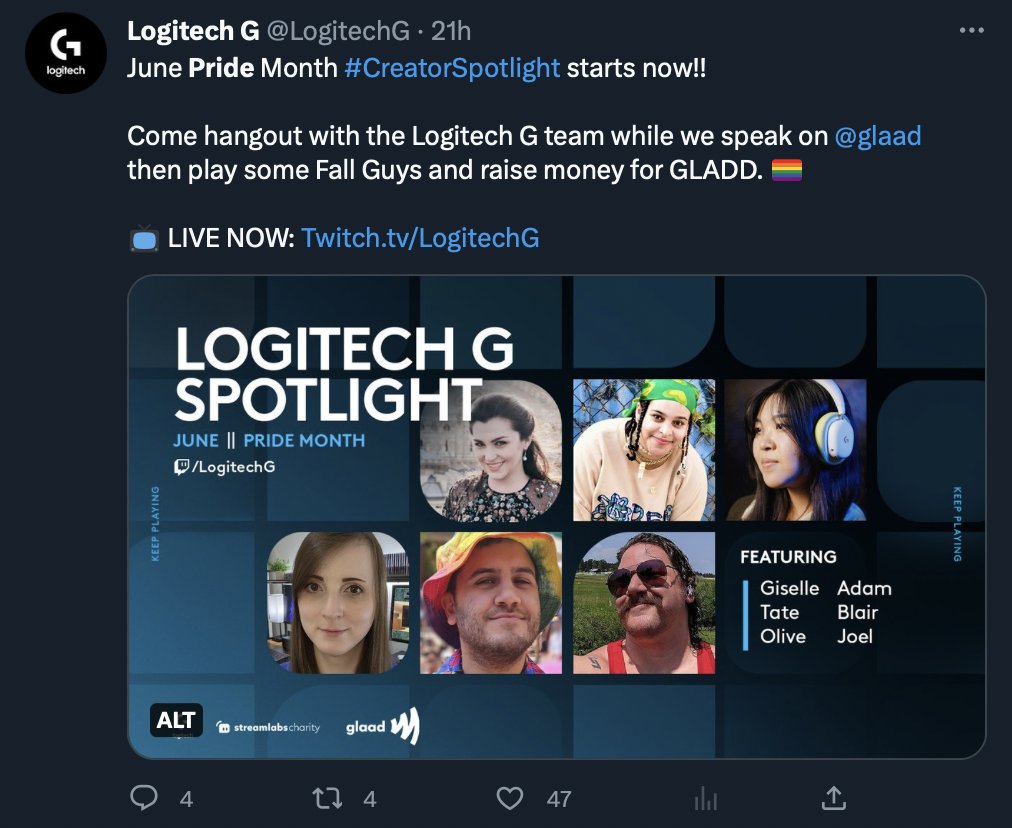 Logitech G @LogitechG · 21h
June Pride Month #CreatorSpotlight starts now!!
Come hangout with the Logitech G team while we speak on @glaad
then play some Fall Guys and raise money for GLADD.
LIVE NOW: Twitch.tv/LogitechG
G
logitech
LOGITECH G
SPOTLIGHT
JUNE || PRIDE MONTH
/LogitechG
KEEP PLAYING
KEEP PLAYING
FEATURING
Giselle Adam
Tate Blair
Olive Joel
ALT
streamlabs charity
glaad
4 4 47